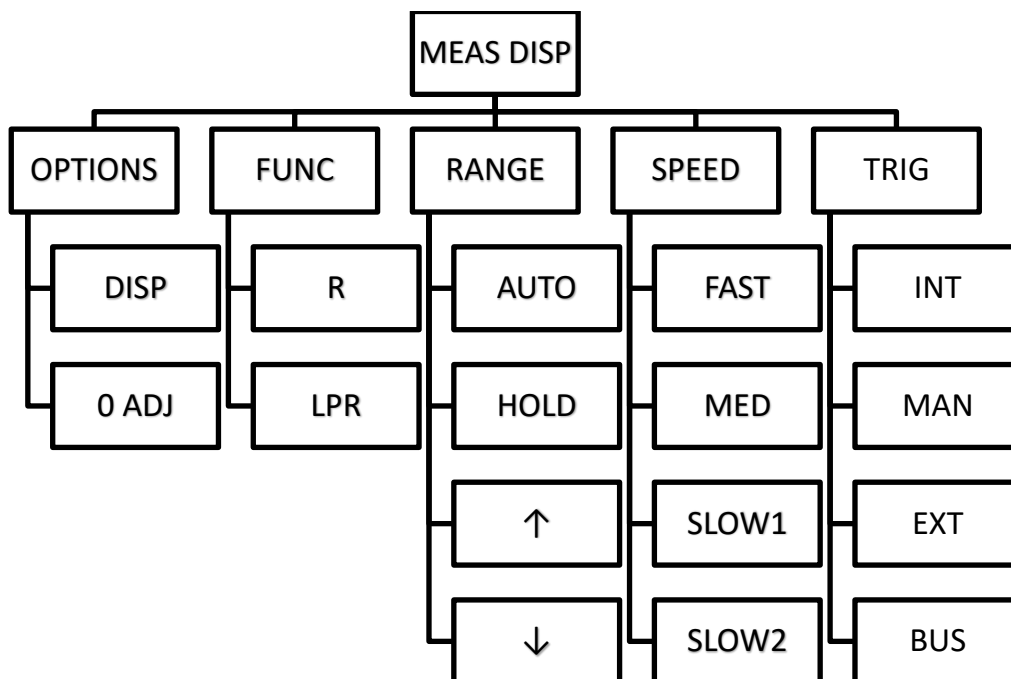 MEAS DISP
OPTIONS
FUNC
RANGE
SPEED
TRIG
DISP
R
AUTO
FAST
INT
0 ADJ
LPR
HOLD
MED
MAN
↑
SLOW1
EXT
↓
SLOW2
BUS